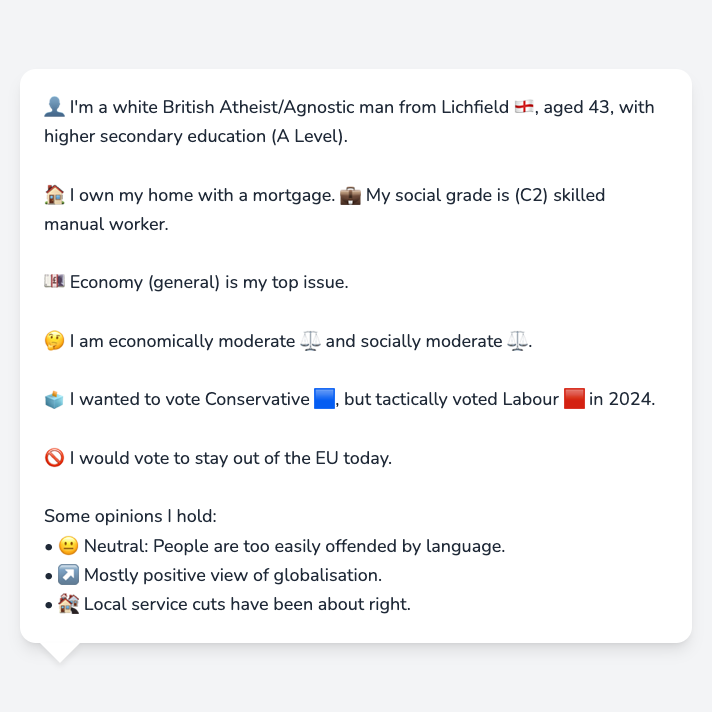 👤 I'm a white British Atheist/Agnostic man from Lichfield 🏴󠁧󠁢󠁥󠁮󠁧󠁿, aged 43, with
higher secondary education (A Level).
🏠 I own my home with a mortgage. 💼 My social grade is (C2) skilled
manual worker.
💷 Economy (general) is my top issue.
🤔 I am economically moderate ⚖️ and socially moderate ⚖️.
🗳️ I wanted to vote Conservative 🟦, but tactically voted Labour 🟥 in 2024.
🚫 I would vote to stay out of the EU today.
Some opinions I hold:
• 😐 Neutral: People are too easily offended by language.
• ↗️ Mostly positive view of globalisation.
• 🏘️ Local service cuts have been about right.